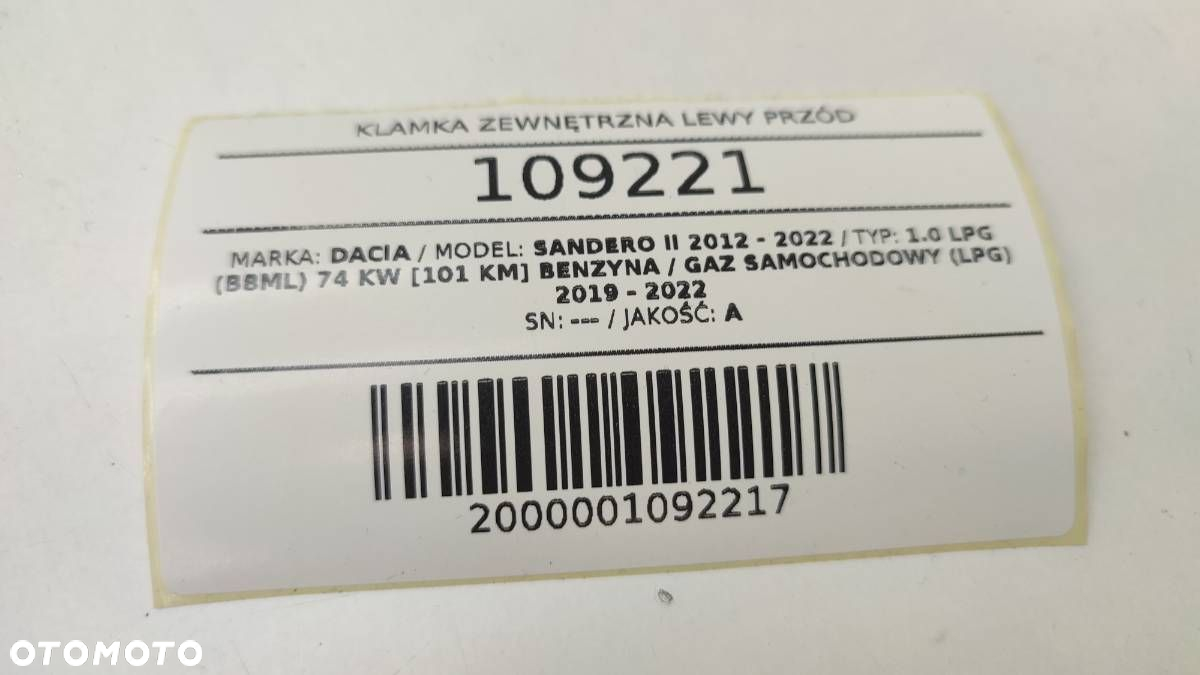 KLAMKA ZEWNĘTRZNA LEWY PRZÓD
109221
MARKA: DACIA / MODEL: SANDERO II 2012 - 2022 / TYP: 1.0 LPG
(B8ML) 74 KW [101 KM] BENZYNA / GAZ SAMOCHODOWY (LPG)
2019 - 2022
SN: --- / JAKOŚĆ: A
2000001092217
OTOMOTO